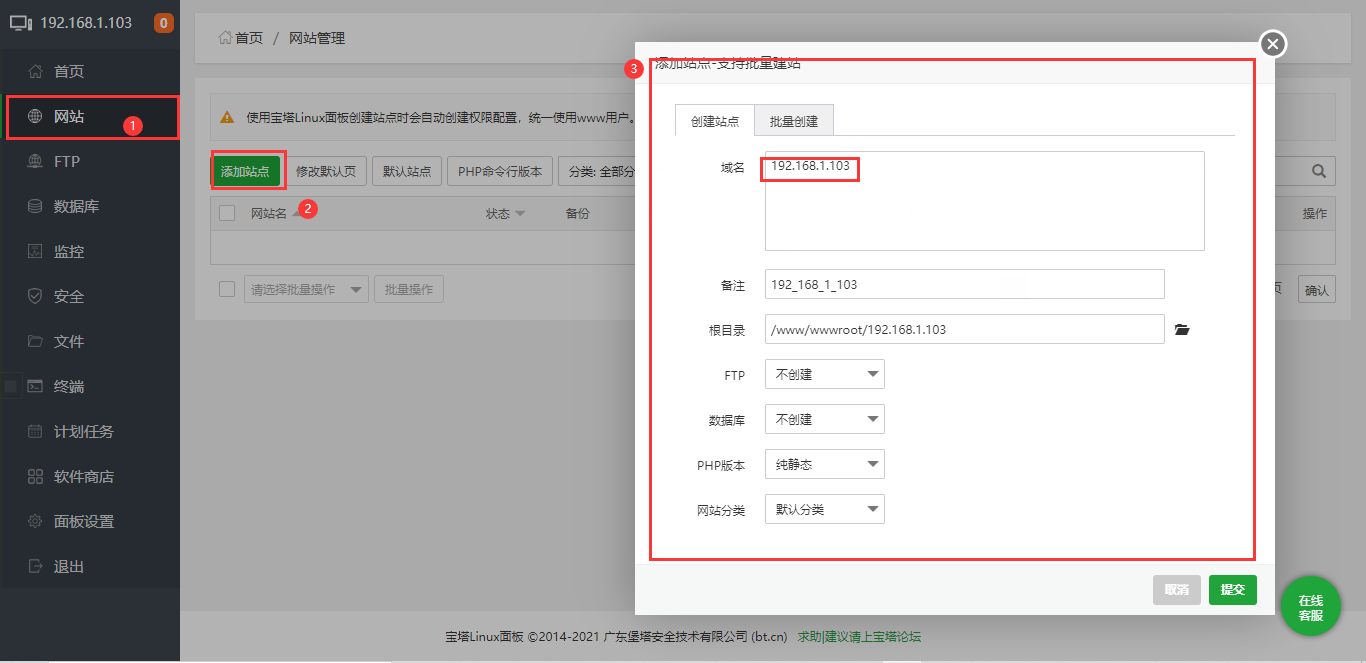 192.168.1.103
0
首页
网站
1
FTP
数据库
监控
安全
文件
终端
计划任务
软件商店
面板设置
退出
首页 / 网站管理
使用宝塔Linux面板创建站点时会自动创建权限配置，统一使用www用户。
添加站点
修改默认页
默认站点
PHP命令行版本
分类: 全部分
2
网站名
状态
备份
操作
请选择批量操作
批量操作
页
确认
3
添加站点-支持批量建站
创建站点
批量创建
域名
192.168.1.103
备注
192_168_1_103
根目录
/www/wwwroot/192.168.1.103
FTP
不创建
数据库
不创建
PHP版本
纯静态
网站分类
默认分类
取消
提交
在线
客服
宝塔Linux面板 ©2014-2021 广东堡塔安全技术有限公司 (bt.cn) 求助|建议请上宝塔论坛